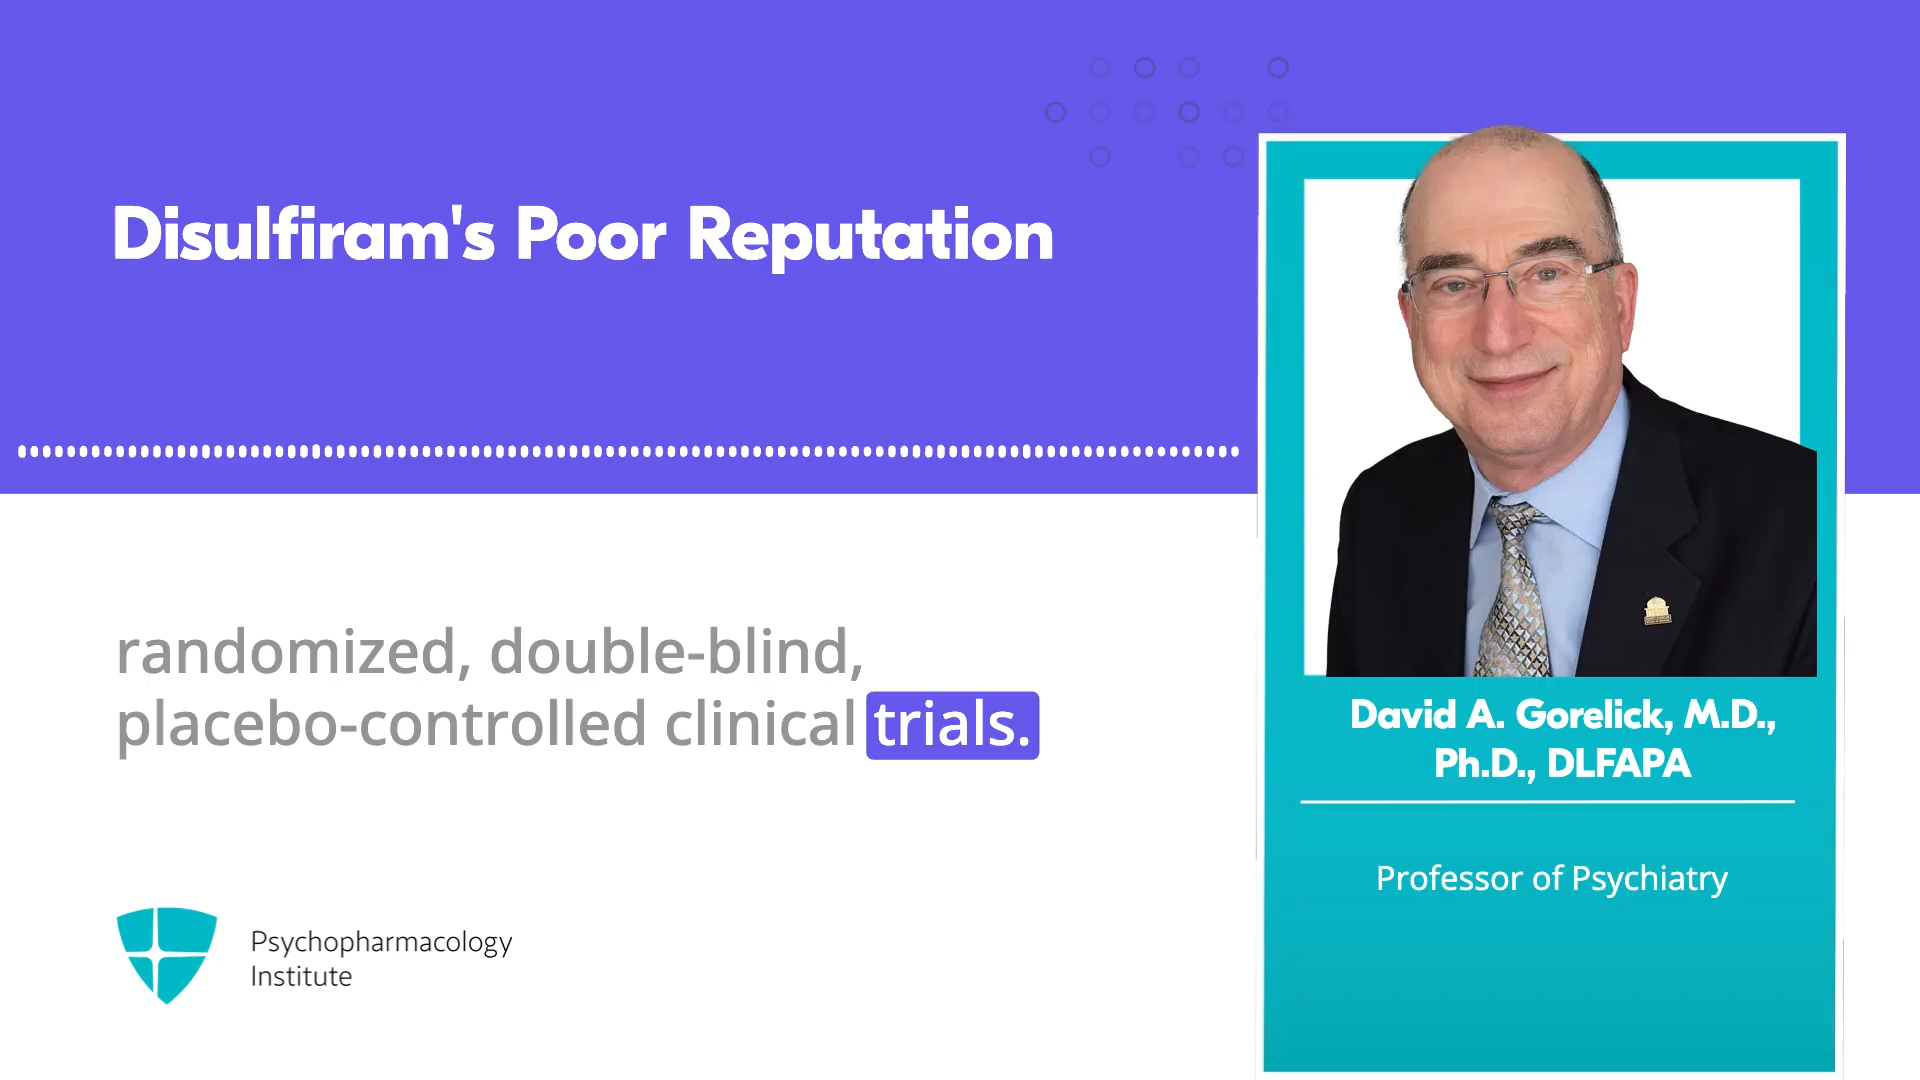 Disulfiram's Poor Reputation
randomized, double-blind,
placebo-controlled clinical trials.
Psychopharmacology
Institute
David A. Gorelick, M.D.,
Ph.D., DLFAPA
Professor of Psychiatry